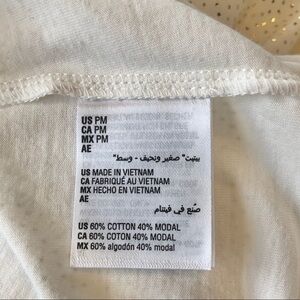 US PM
CA PM
MX PM
AE
بيتيت "صغير ونحيف - وسط"
US MADE IN VIETNAM
CA FABRIQUÉ AU VIETNAM
MX HECHO EN VIETNAM
AE
صنع في فيتنام
US 60% COTTON 40% MODAL
CA 60% COTON 40% MODAL
MX 60% algodón 40% modal